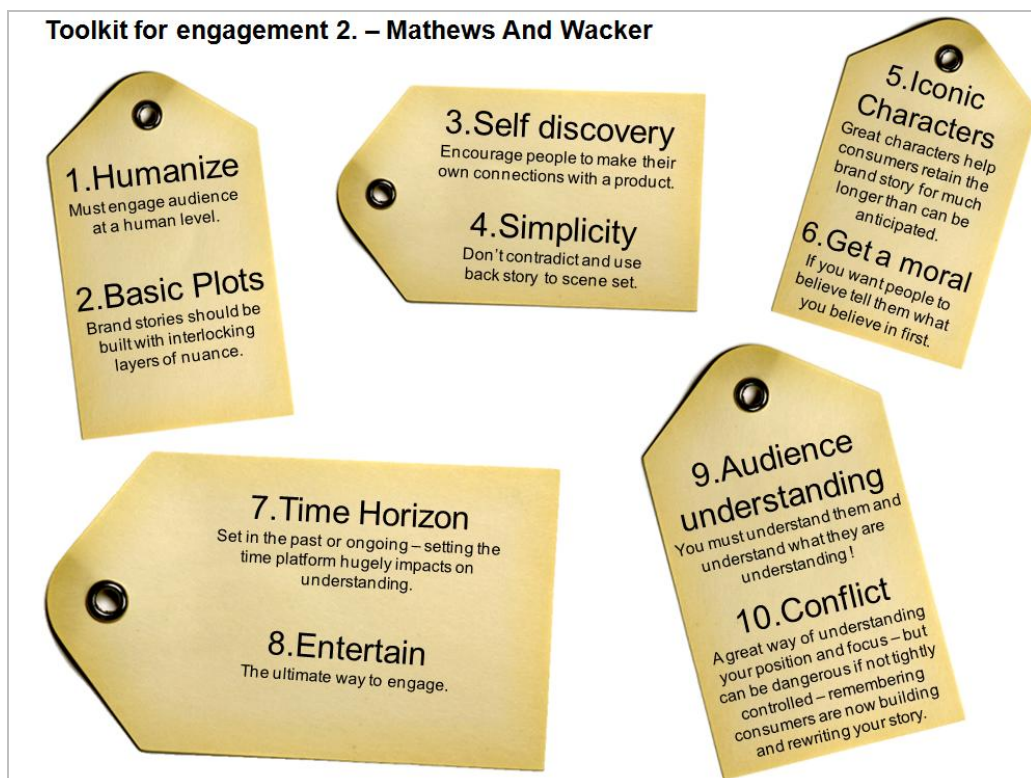 Toolkit for engagement 2. – Mathews And Wacker
1.Humanize
Must engage audience
at a human level.
2.Basic Plots
Brand stories should be
built with interlocking
layers of nuance.
3.Self discovery
Encourage people to make their
own connections with a product.
4.Simplicity
Don’t contradict and use
back story to scene set.
5.Iconic
Characters
Great characters help
consumers retain the
brand story for much
longer than can be
anticipated.
6.Get a moral
If you want people to
believe tell them what
you believe in first.
7.Time Horizon
Set in the past or ongoing – setting the
time platform hugely impacts on
understanding.
8.Entertain
The ultimate way to engage.
9.Audience
understanding
You must understand them and
understand what they are
understanding !
10.Conflict
A great way of understanding
your position and focus – but
can be dangerous if not tightly
controlled – remembering
consumers are now building
and rewriting your story.